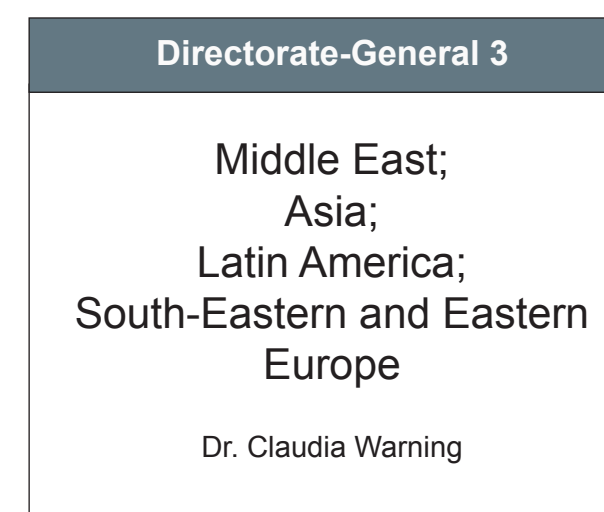 Directorate-General 3
Middle East;
Asia;
Latin America;
South-Eastern and Eastern
Europe
Dr. Claudia Warning